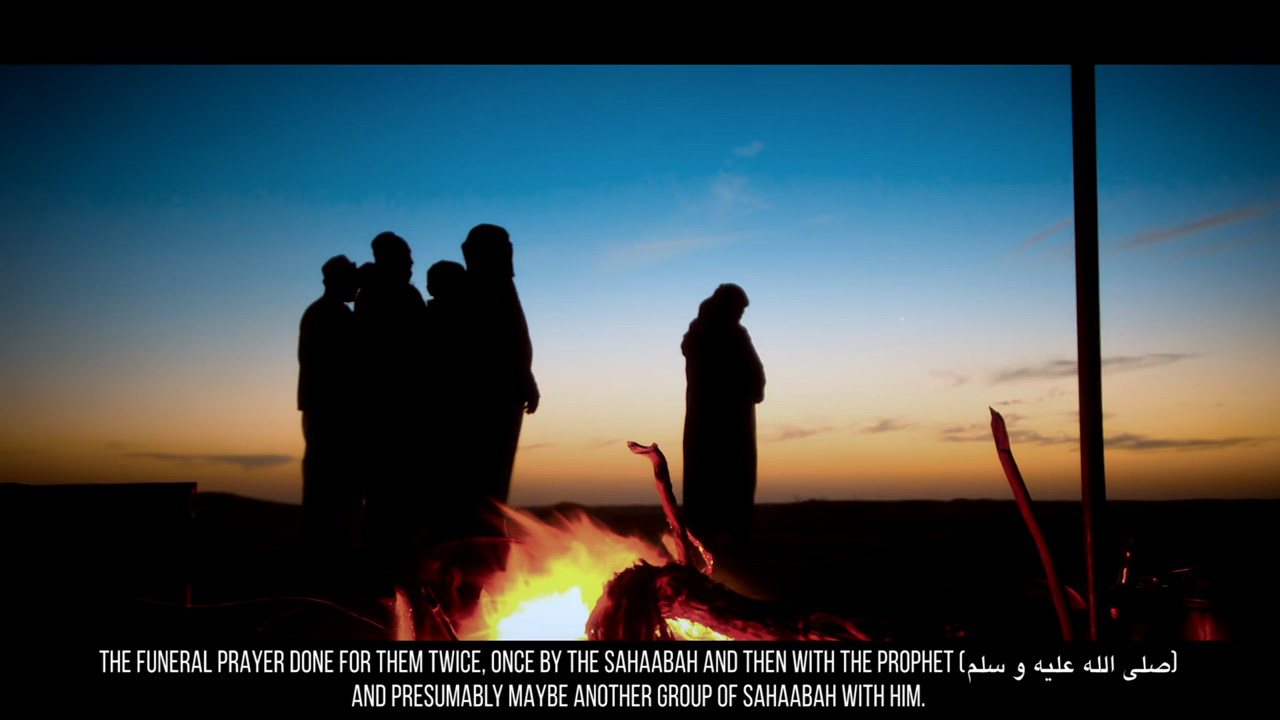 THE FUNERAL PRAYER DONE FOR THEM TWICE, ONCE BY THE SAHAABAH AND THEN WITH THE PROPHET (صلى الله عليه و سلم)
AND PRESUMABLY MAYBE ANOTHER GROUP OF SAHAABAH WITH HIM.